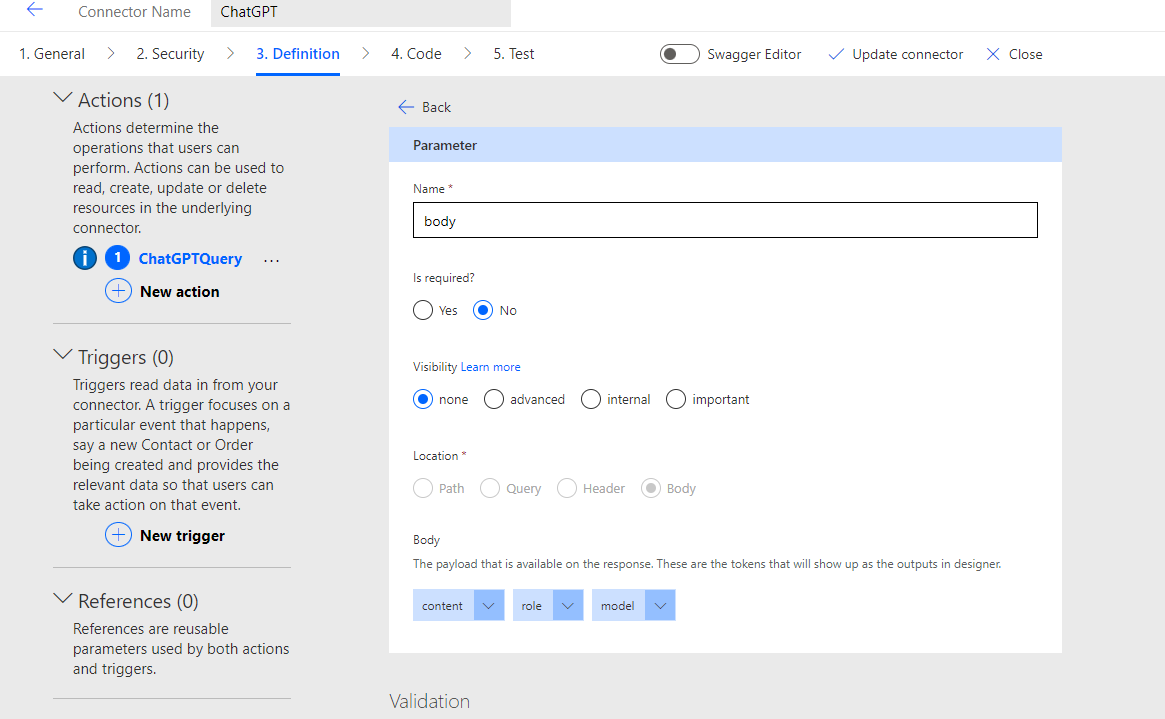 Connector Name ChatGPT
1. General 2. Security 3. Definition 4. Code 5. Test Swagger Editor Update connector Close
Actions (1)
Actions determine the
operations that users can
perform. Actions can be used to
read, create, update or delete
resources in the underlying
connector.
i 1 ChatGPTQuery ...
New action
Triggers (0)
Triggers read data in from your
connector. A trigger focuses on a
particular event that happens,
say a new Contact or Order
being created and provides the
relevant data so that users can
take action on that event.
New trigger
References (0)
References are reusable
parameters used by both actions
and triggers.
Back
Parameter
Name *
body
Is required?
Yes No
Visibility Learn more
none advanced internal important
Location *
Path Query Header Body
Body
The payload that is available on the response. These are the tokens that will show up as the outputs in designer.
content role model
Validation